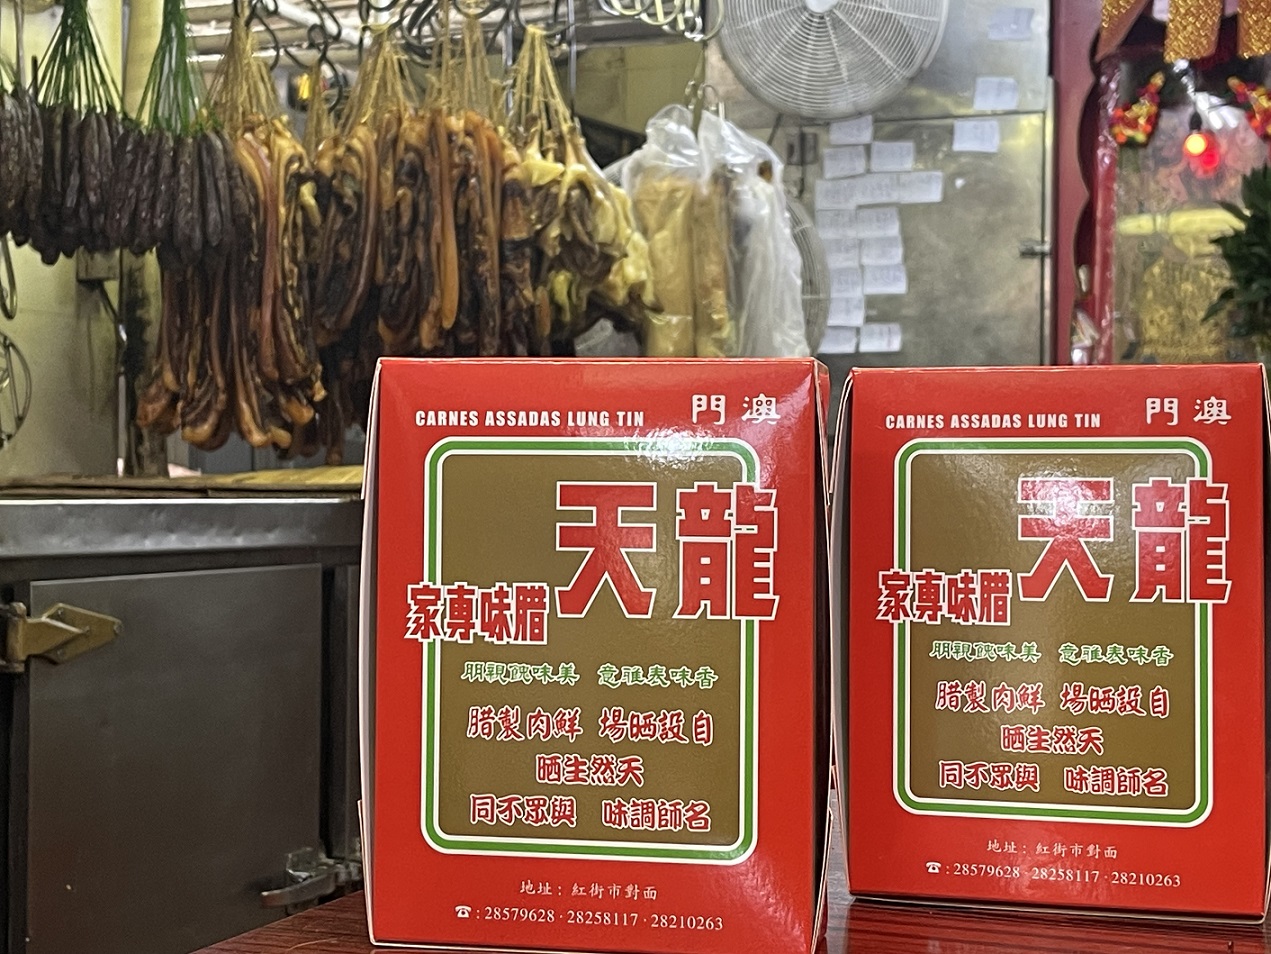 CARNES ASSADAS LUNG TIN 澳門
龍天
腊味專家
香味表雅意 美味饋親朋
自設晒場 鮮肉製腊
天然生晒
名師調味 與眾不同
地址：紅街市對面
☎：28579628·28258117·28210263
CARNES ASSADAS LUNG TIN 澳門
龍天
腊味專家
香味表雅意 美味饋親朋
自設晒場 鮮肉製腊
天然生晒
名師調味 與眾不同
地址：紅街市對面
☎：28579628·28258117·28210263